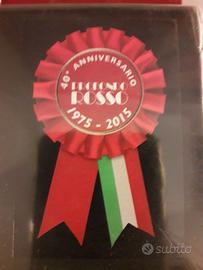 40° ANNIVERSARIO
PROFONDO
ROSSO
1975 - 2015
subito